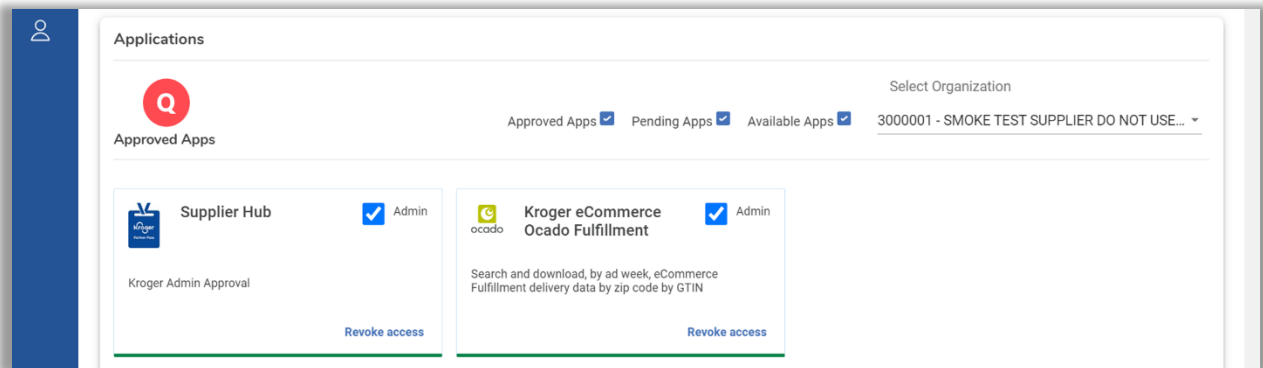 Applications
Select Organization
Q
Approved Apps
Approved Apps
Pending Apps
Available Apps
3000001 - SMOKE TEST SUPPLIER DO NOT USE...
Kroger
Supplier Hub
Admin
Kroger Admin Approval
Revoke access
ocado
Kroger eCommerce
Ocado Fulfillment
Admin
Search and download, by ad week, eCommerce
Fulfillment delivery data by zip code by GTIN
Revoke access